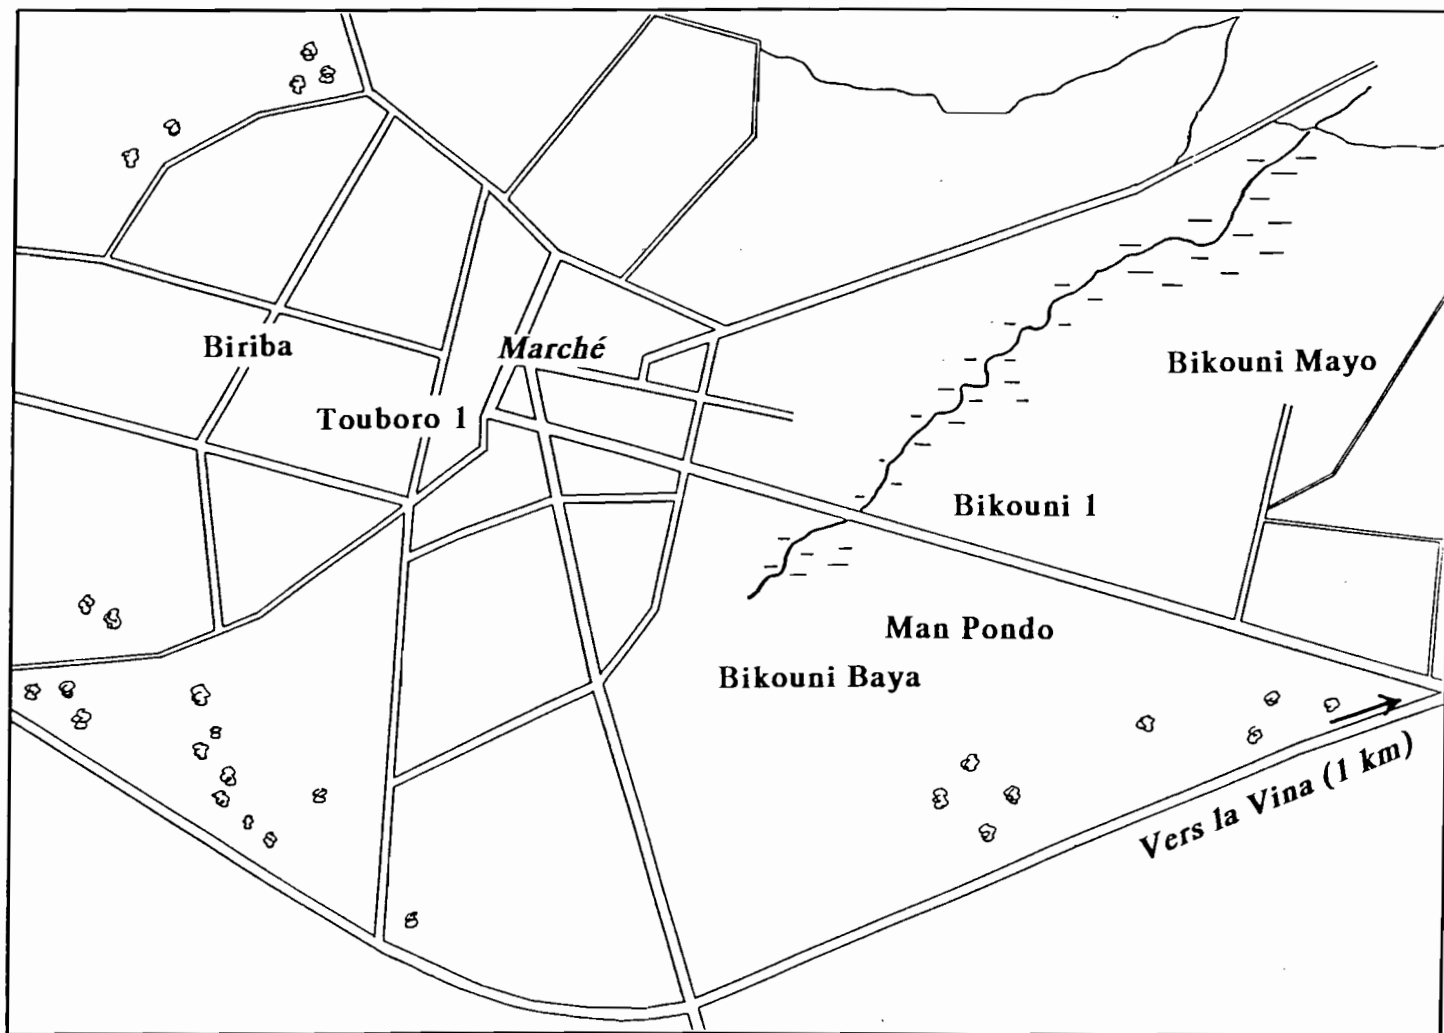 Biriba
Marché
Bikouni Mayo
Touboro 1
Bikouni 1
Man Pondo
Bikouni Baya
Vers la Vina (1 km)